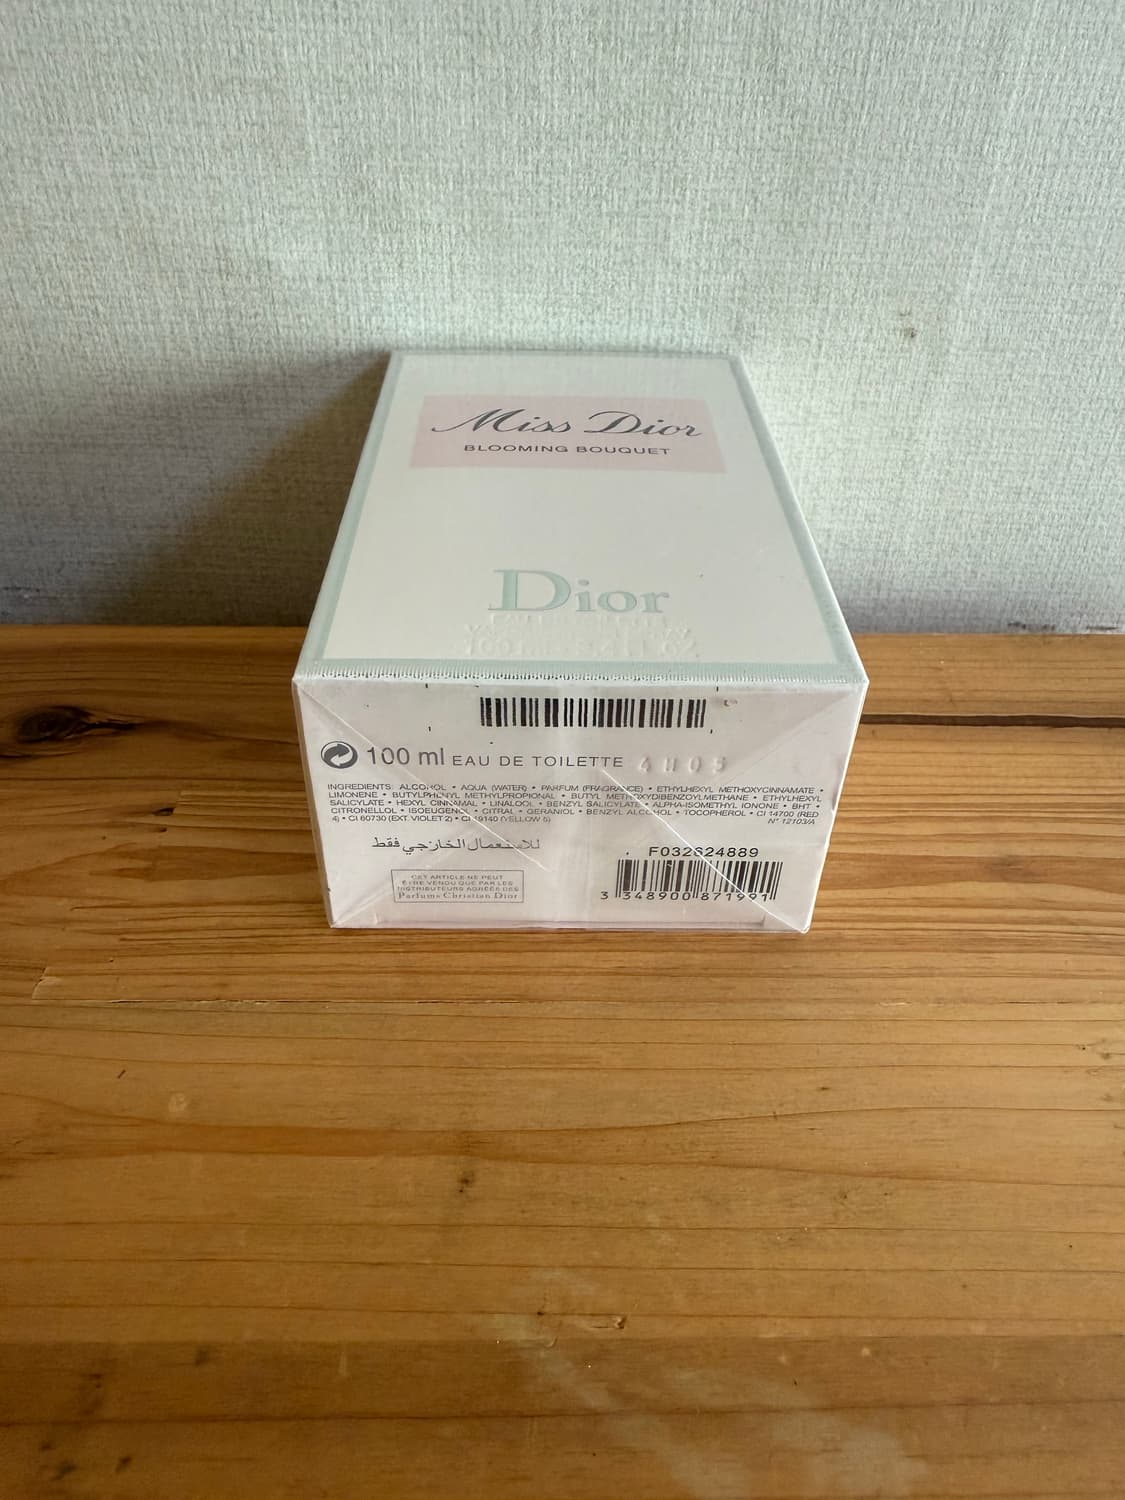 Miss Dior
BLOOMING BOUQUET
Dior
100 ml EAU DE TOILETTE 4H05
INGREDIENTS: ALCOHOL • AQUA (WATER) • PARFUM (FRAGRANCE) • ETHYLHEXYL METHOXYCINNAMATE •
LIMONENE • BUTYLPHENYL METHYLPROPIONAL • BUTYL METHOXYDIBENZOYLMETHANE • ETHYLHEXYL
SALICYLATE • HEXYL CINNAMAL • LINALOOL • BENZYL SALICYLATE • ALPHA-ISOMETHYL IONONE • BHT •
CITRONELLOL • ISOEUGENOL • CITRAL • GERANIOL • BENZYL ALCOHOL • TOCOPHEROL • CI 14700 (RED
4) • CI 60730 (EXT. VIOLET 2) • CI 19140 (YELLOW 5) N° 12103/A
للاستعمال الخارجي فقط
F032624889
CET ARTICLE NE PEUT
ÊTRE VENDU QUE PAR LES
DISTRIBUTEURS AGRÉÉS DES
Parfums Christian Dior
3 348900 871991